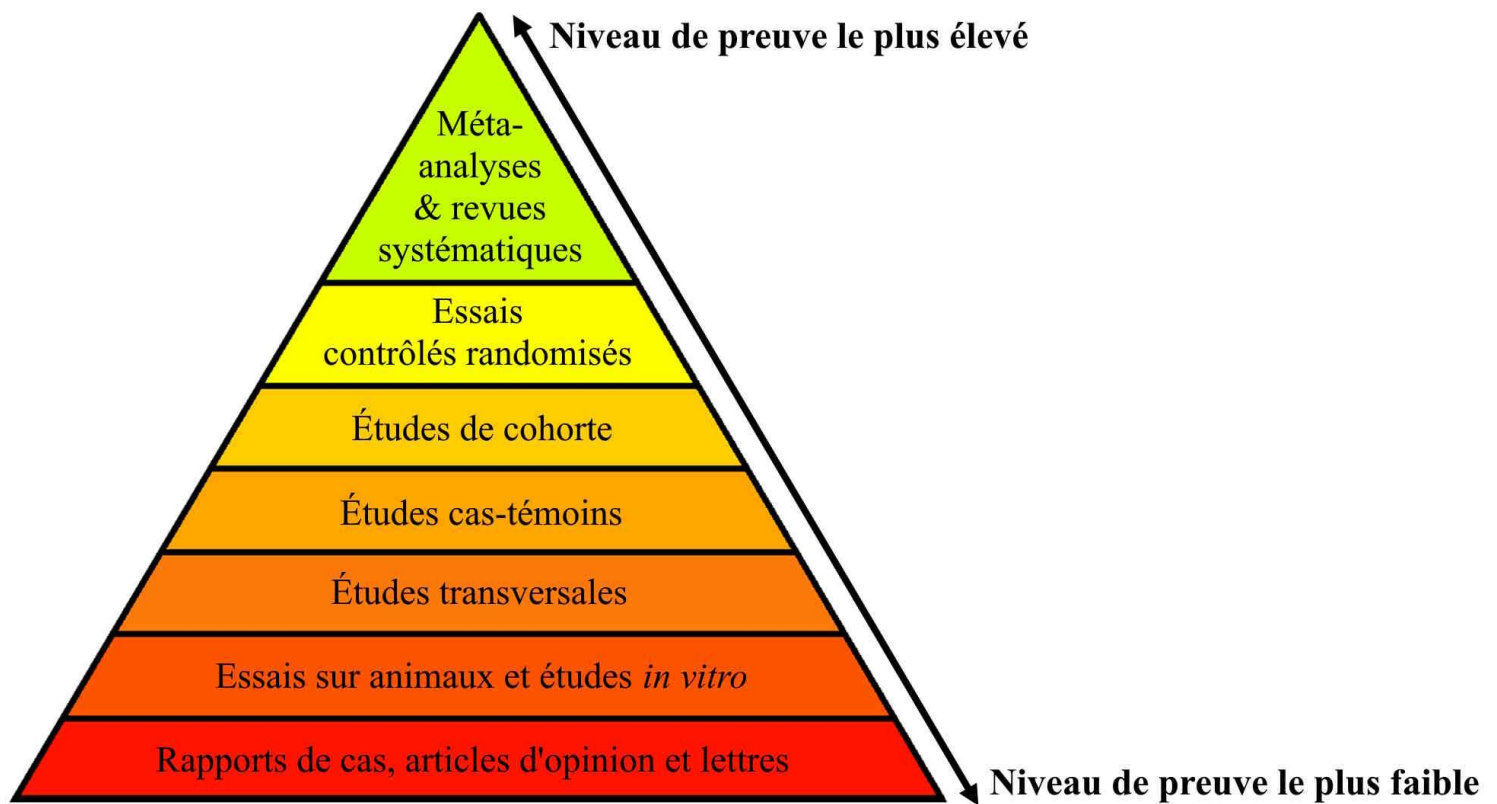 Niveau de preuve le plus élevé
Méta-
analyses
& revues
systématiques
Essais
contrôlés randomisés
Études de cohorte
Études cas-témoins
Études transversales
Essais sur animaux et études in vitro
Rapports de cas, articles d'opinion et lettres
Niveau de preuve le plus faible